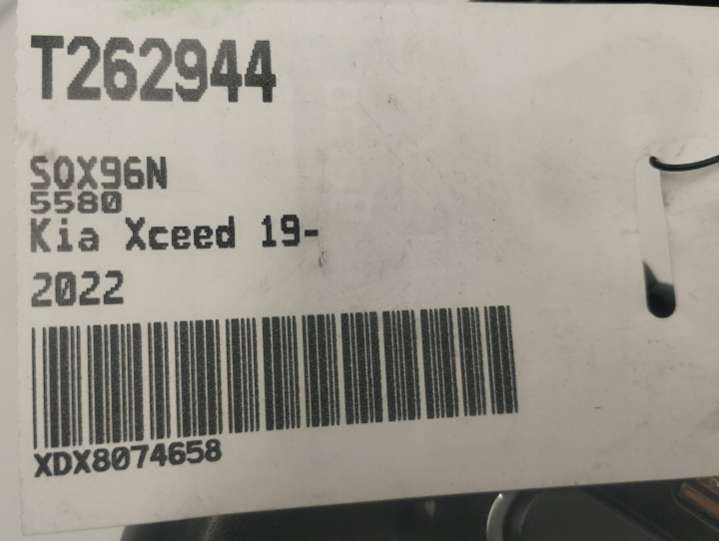 T262944
SOX96N
5580
Kia Xceed 19-
2022
XDX8074658